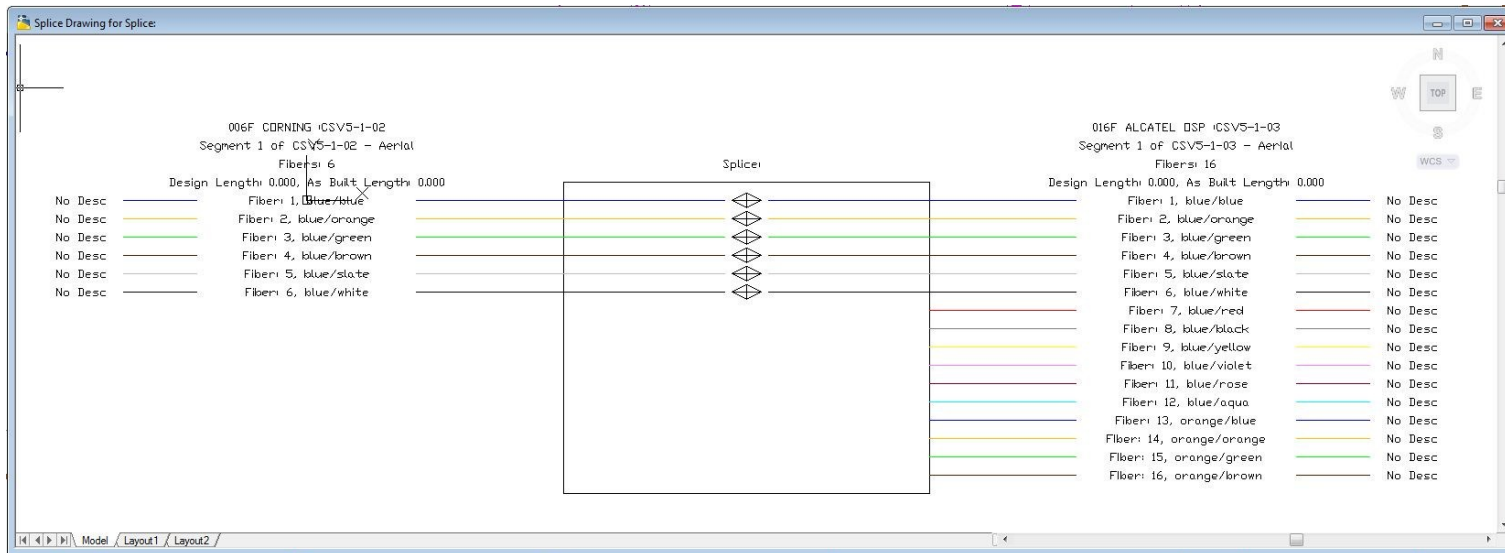 Splice Drawing for Splice:
N
W TOP E
S
WCS
006F CORNING :CSV5-1-02
Segment 1 of CSV5-1-02 - Aerial
Fibers: 6
Design Length: 0.000, As Built Length: 0.000
No Desc Fiber: 1, blue/blue
No Desc Fiber: 2, blue/orange
No Desc Fiber: 3, blue/green
No Desc Fiber: 4, blue/brown
No Desc Fiber: 5, blue/slate
No Desc Fiber: 6, blue/white
Splice:
016F ALCATEL OSP :CSV5-1-03
Segment 1 of CSV5-1-03 - Aerial
Fibers: 16
Design Length: 0.000, As Built Length: 0.000
Fiber: 1, blue/blue No Desc
Fiber: 2, blue/orange No Desc
Fiber: 3, blue/green No Desc
Fiber: 4, blue/brown No Desc
Fiber: 5, blue/slate No Desc
Fiber: 6, blue/white No Desc
Fiber: 7, blue/red No Desc
Fiber: 8, blue/black No Desc
Fiber: 9, blue/yellow No Desc
Fiber: 10, blue/violet No Desc
Fiber: 11, blue/rose No Desc
Fiber: 12, blue/aqua No Desc
Fiber: 13, orange/blue No Desc
Fiber: 14, orange/orange No Desc
Fiber: 15, orange/green No Desc
Fiber: 16, orange/brown No Desc
Model Layout1 Layout2